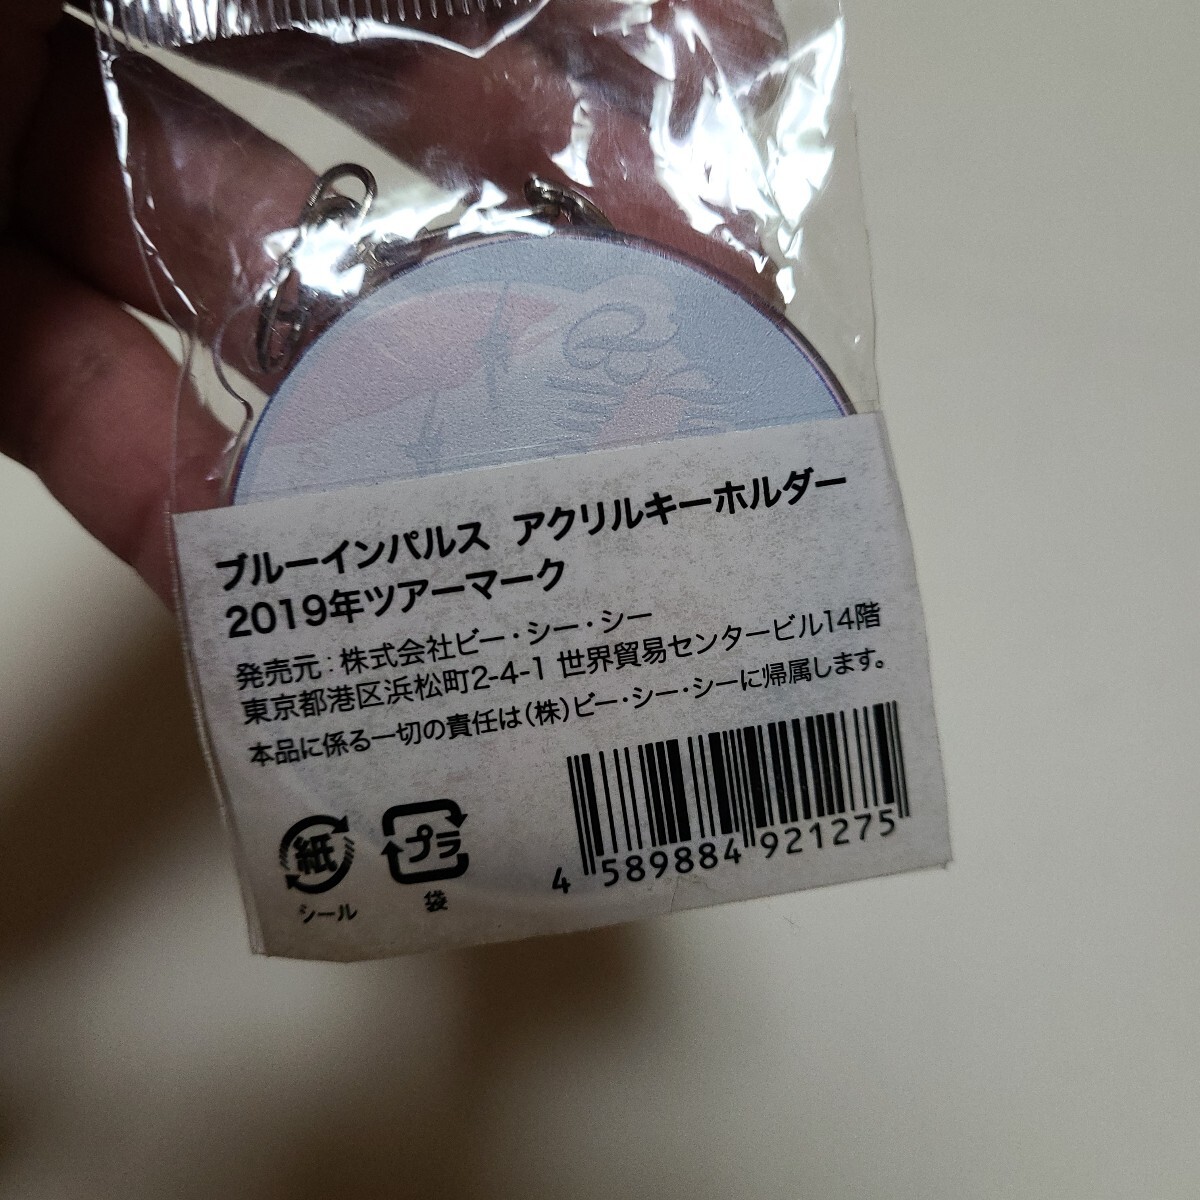 ブルーインパルス アクリルキーホルダー
2019年ツアーマーク
発売元:株式会社ビー・シー・シー
東京都港区浜松町2-4-1 世界貿易センタービル14階
本品に係る一切の責任は(株)ビー・シー・シーに帰属します。
紙
シール
プラ
袋
4 589884 921275